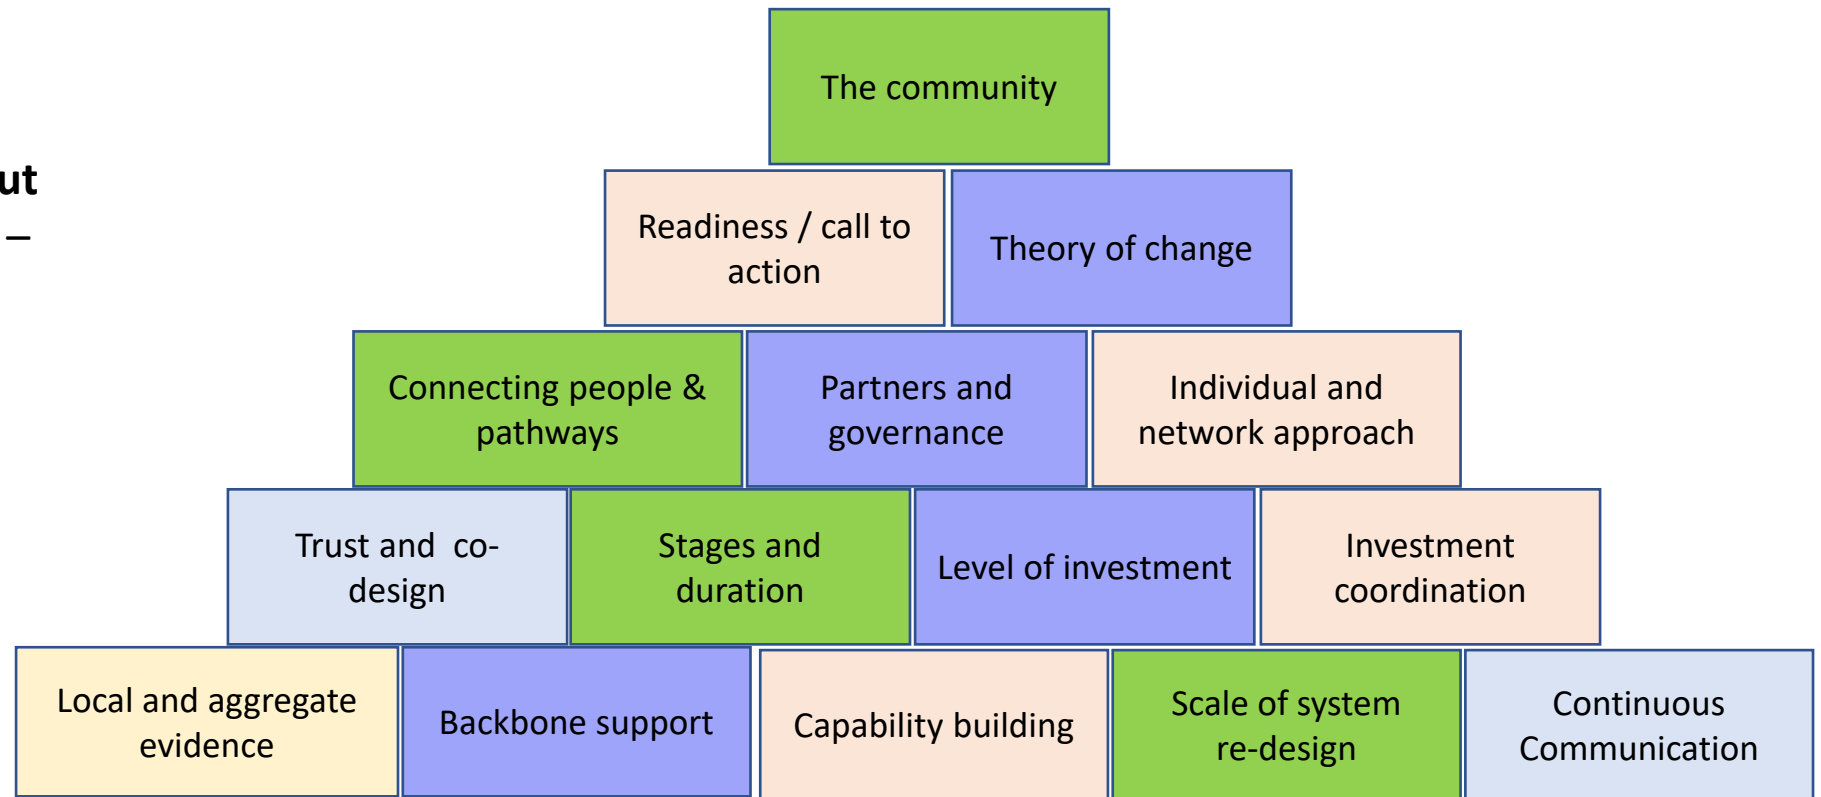 The community
ut
–
Readiness / call to
action
Theory of change
Connecting people &
pathways
Partners and
governance
Individual and
network approach
Trust and  co-
design
Stages and
duration
Level of investment
Investment
coordination
Local and aggregate
evidence
Backbone support
Capability building
Scale of system
re-design
Continuous
Communication